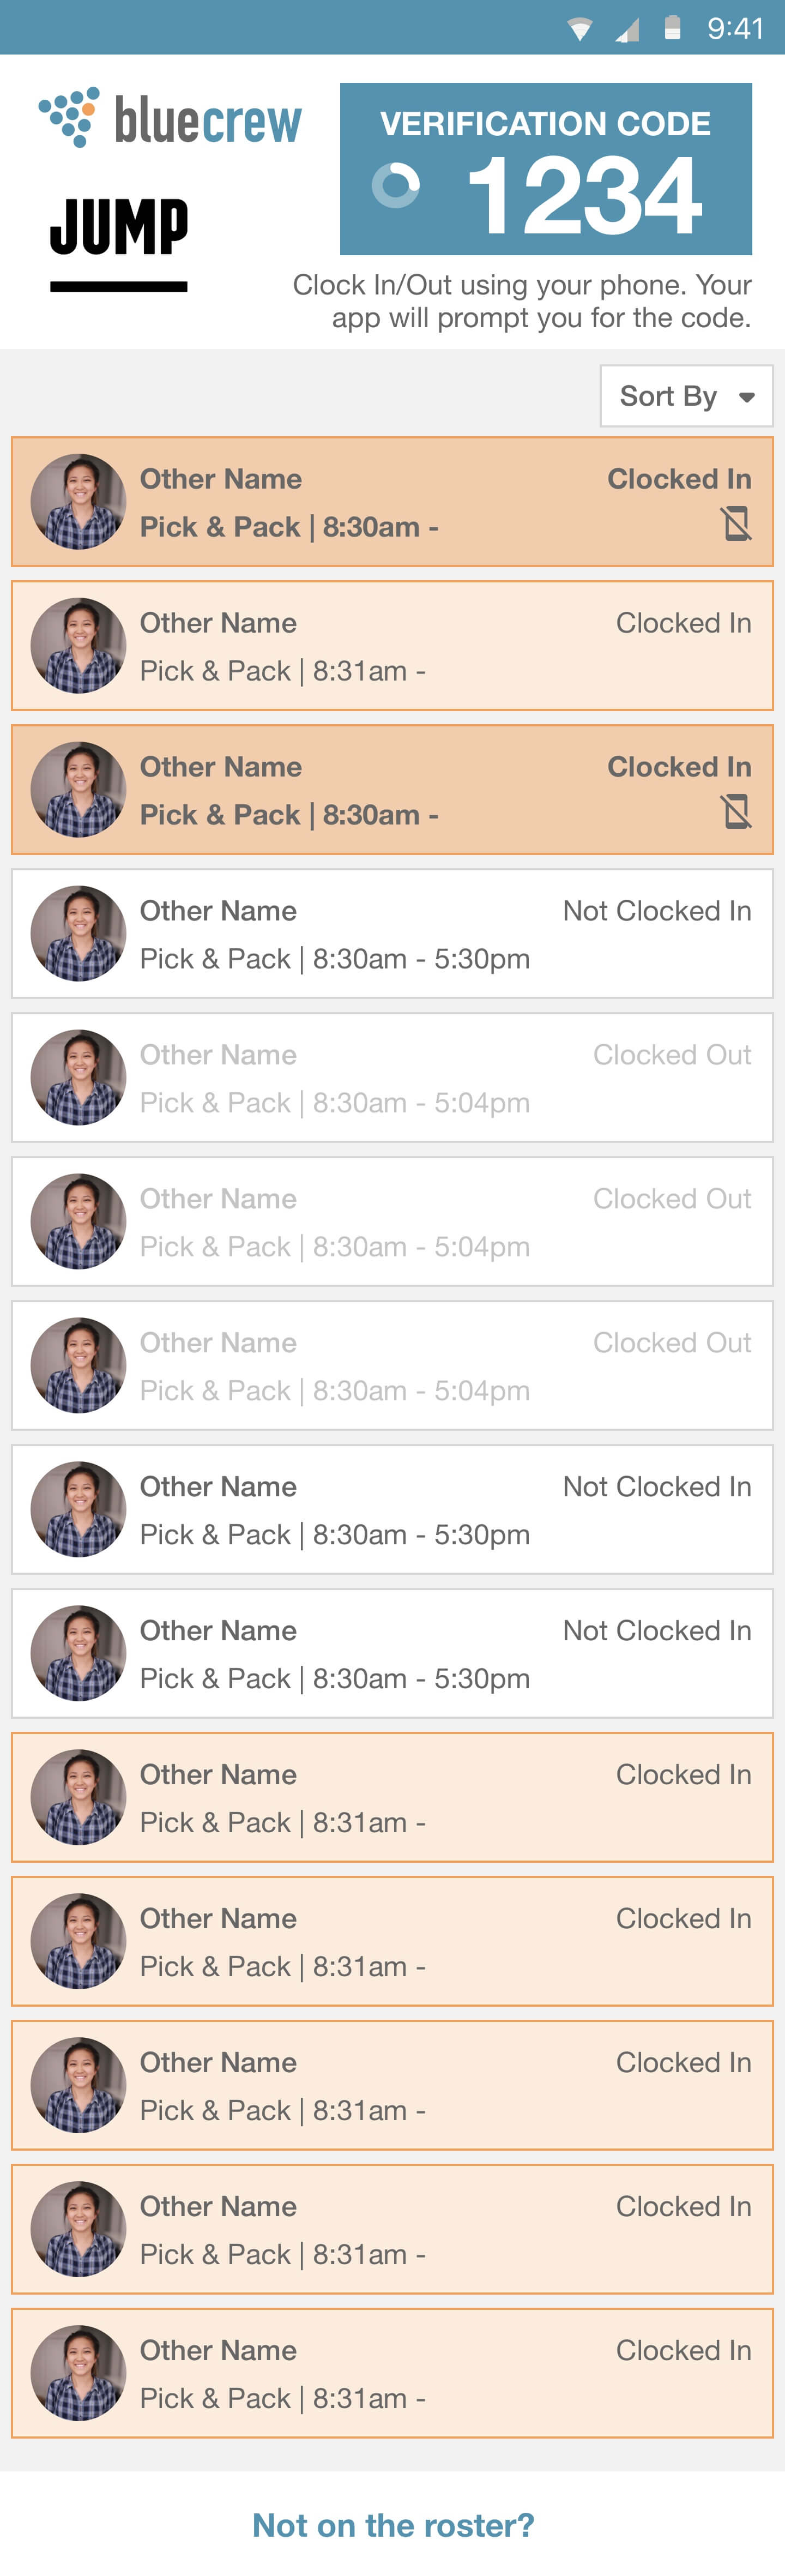 9:41
bluecrew
VERIFICATION CODE
1234
JUMP
Clock In/Out using your phone. Your
app will prompt you for the code.
Sort By
Other Name Clocked In
Pick & Pack | 8:30am -
Other Name Clocked In
Pick & Pack | 8:31am -
Other Name Clocked In
Pick & Pack | 8:30am -
Other Name Not Clocked In
Pick & Pack | 8:30am - 5:30pm
Other Name Clocked Out
Pick & Pack | 8:30am - 5:04pm
Other Name Clocked Out
Pick & Pack | 8:30am - 5:04pm
Other Name Clocked Out
Pick & Pack | 8:30am - 5:04pm
Other Name Not Clocked In
Pick & Pack | 8:30am - 5:30pm
Other Name Not Clocked In
Pick & Pack | 8:30am - 5:30pm
Other Name Clocked In
Pick & Pack | 8:31am -
Other Name Clocked In
Pick & Pack | 8:31am -
Other Name Clocked In
Pick & Pack | 8:31am -
Other Name Clocked In
Pick & Pack | 8:31am -
Other Name Clocked In
Pick & Pack | 8:31am -
Not on the roster?